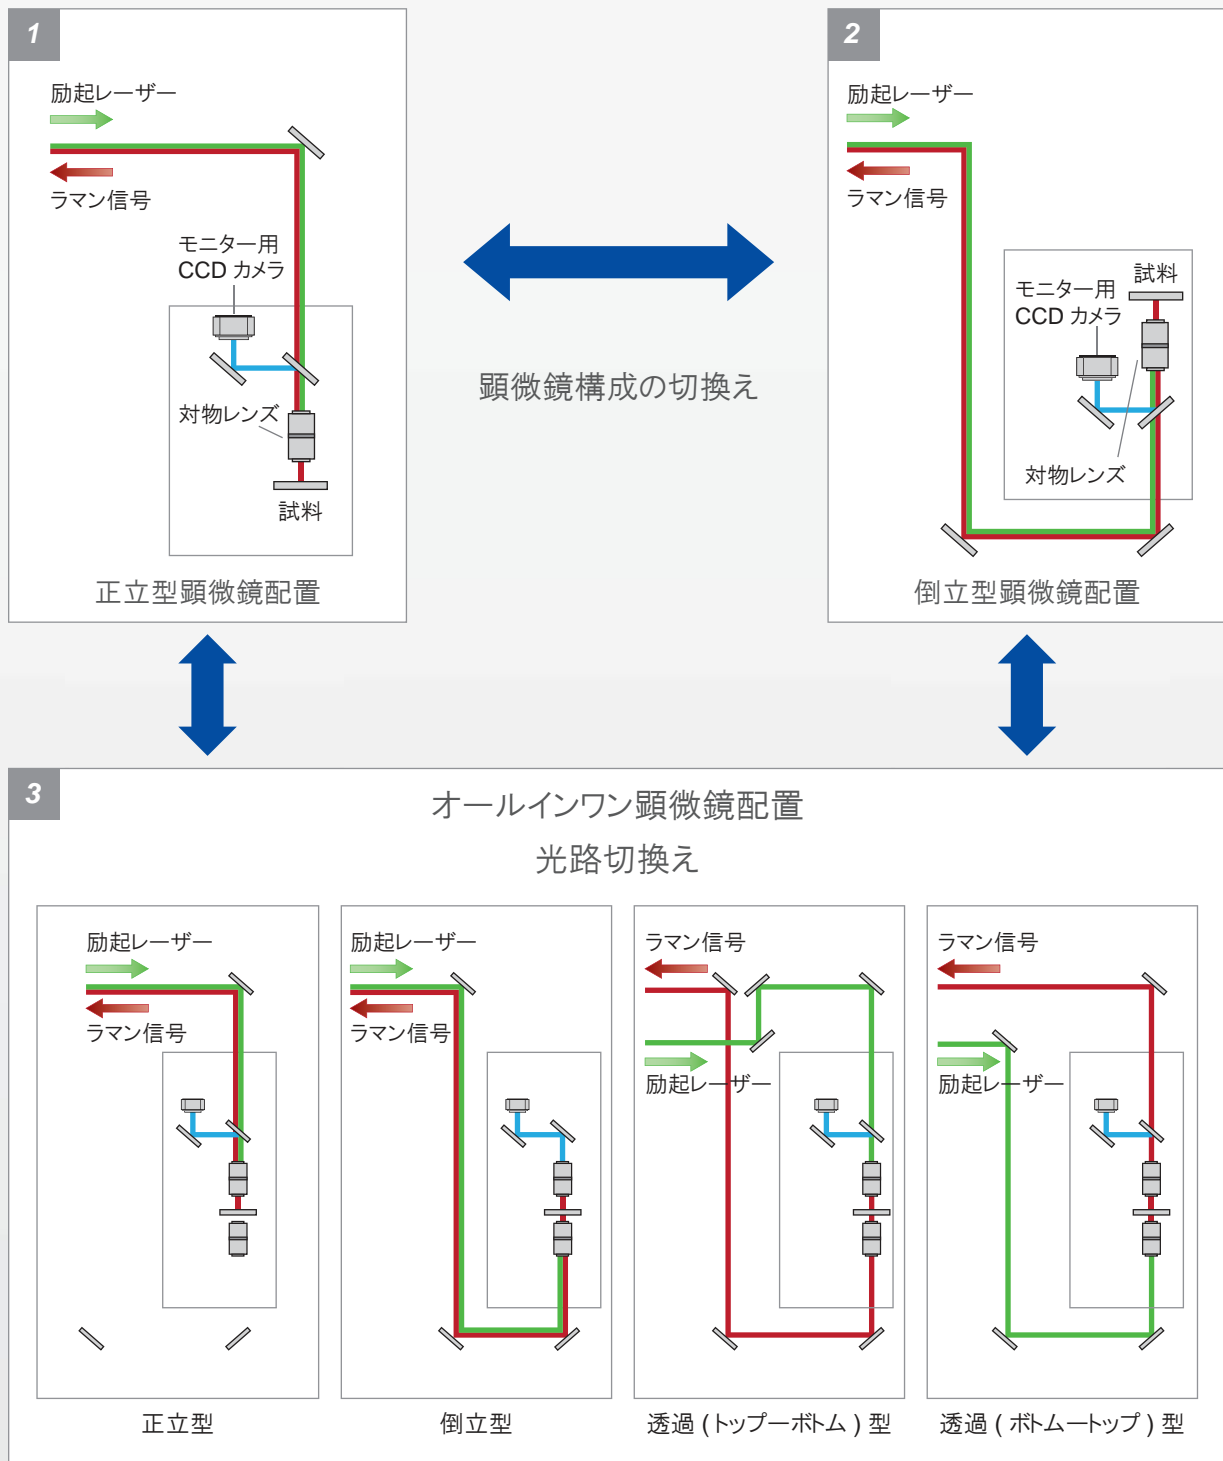 1
励起レーザー
ラマン信号
モニター用
CCD カメラ
対物レンズ
試料
正立型顕微鏡配置
顕微鏡構成の切換え
2
励起レーザー
ラマン信号
試料
モニター用
CCD カメラ
対物レンズ
倒立型顕微鏡配置
3
オールインワン顕微鏡配置
光路切換え
励起レーザー
ラマン信号
正立型
励起レーザー
ラマン信号
倒立型
ラマン信号
励起レーザー
透過 ( トップーボトム ) 型
ラマン信号
励起レーザー
透過 ( ボトムートップ ) 型